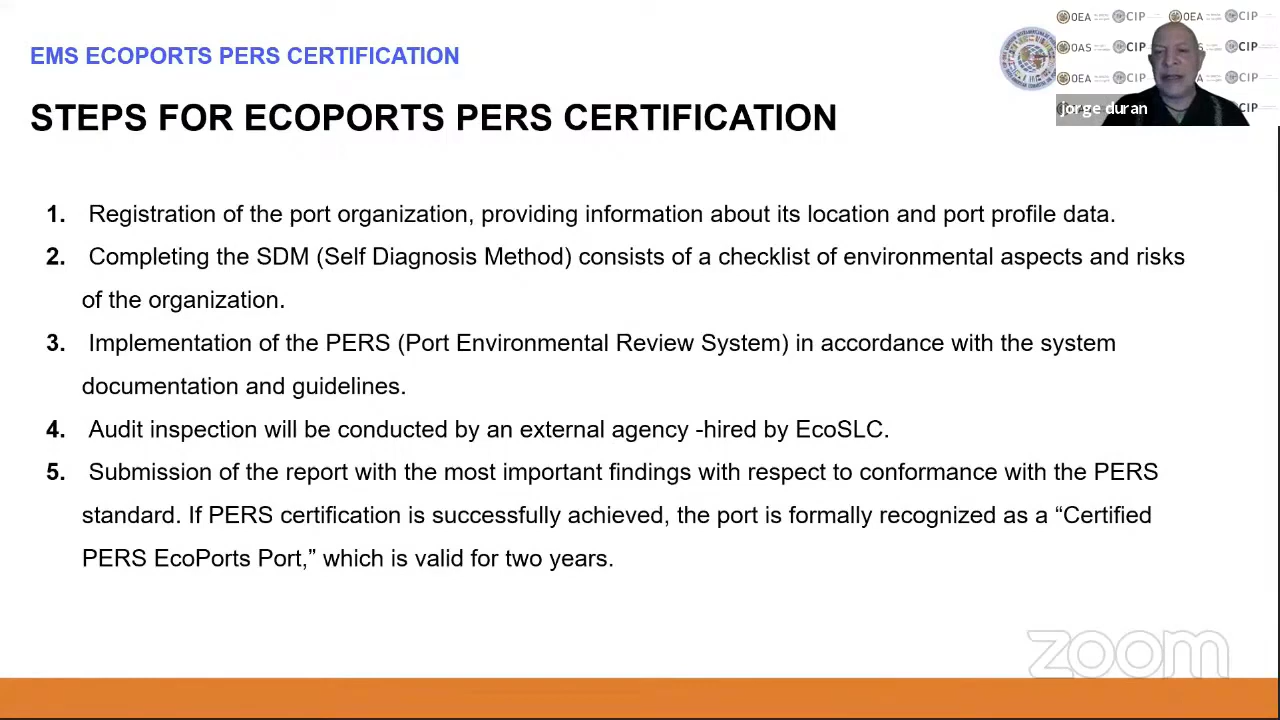 EMS ECOPORTS PERS CERTIFICATION
STEPS FOR ECOPORTS PERS CERTIFICATION
OEA CIP OEA CIP
OAS CIP S CIP
OEA CIP A CIP
CIP
jorge duran
1. Registration of the port organization, providing information about its location and port profile data.
2. Completing the SDM (Self Diagnosis Method) consists of a checklist of environmental aspects and risks
of the organization.
3. Implementation of the PERS (Port Environmental Review System) in accordance with the system
documentation and guidelines.
4. Audit inspection will be conducted by an external agency -hired by EcoSLC.
5. Submission of the report with the most important findings with respect to conformance with the PERS
standard. If PERS certification is successfully achieved, the port is formally recognized as a “Certified
PERS EcoPorts Port,” which is valid for two years.
zoom